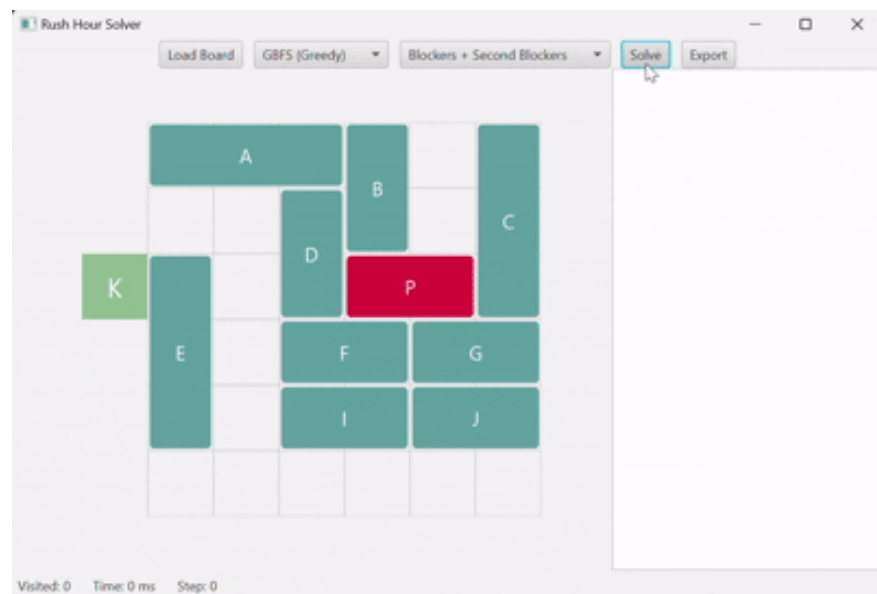 Rush Hour Solver
Load Board GBFS (Greedy) Blockers + Second Blockers Solve Export
A
B
C
D
K P
E F G
I J
Visited: 0 Time: 0 ms Step: 0